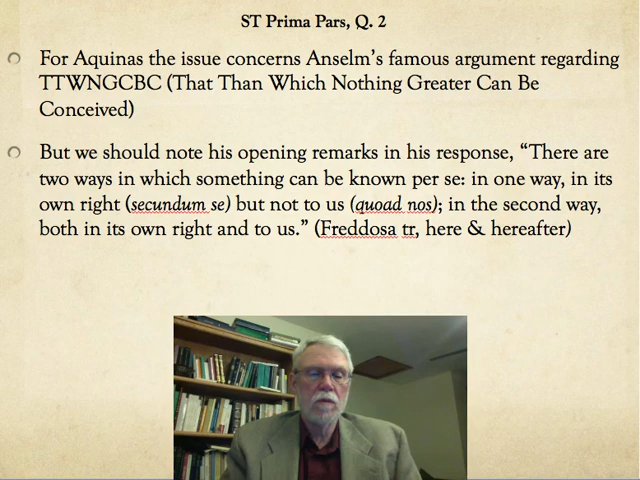 ST Prima Pars, Q. 2
For Aquinas the issue concerns Anselm's famous argument regarding
TTWNGCBC (That Than Which Nothing Greater Can Be
Conceived)
But we should note his opening remarks in his response, "There are
two ways in which something can be known per se: in one way, in its
own right (secundum se) but not to us (quoad nos); in the second way,
both in its own right and to us." (Freddosa tr, here & hereafter)